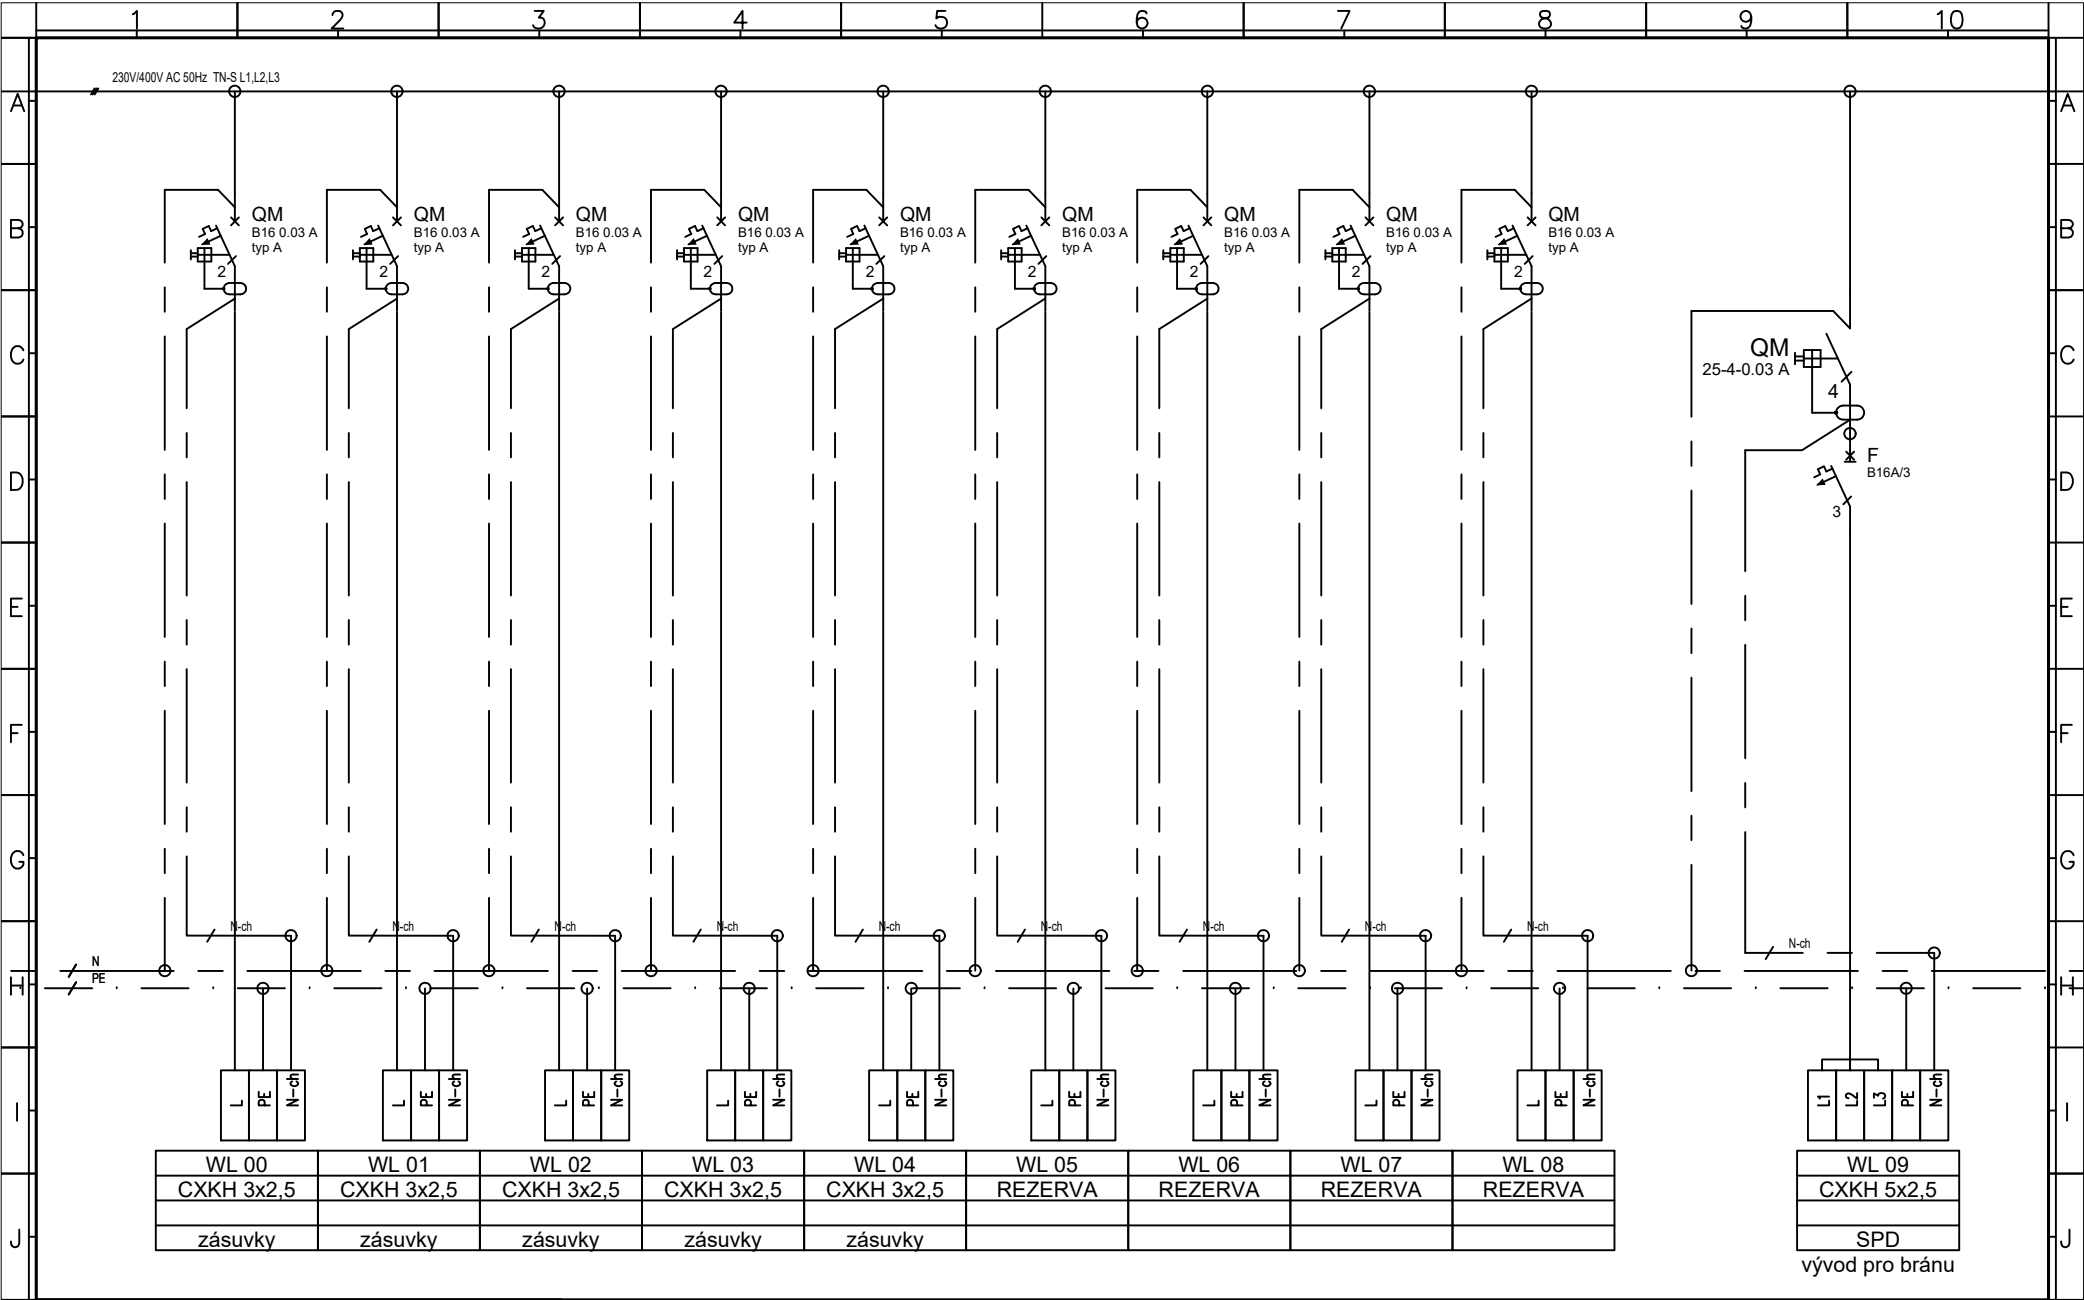 1 2 3 4 5 6 7 8 9 10
230V/400V AC 50Hz TN-S L1,L2,L3
A A
B B
QM QM QM QM QM QM QM QM QM
B16 0.03 A B16 0.03 A B16 0.03 A B16 0.03 A B16 0.03 A B16 0.03 A B16 0.03 A B16 0.03 A B16 0.03 A
typ A typ A typ A typ A typ A typ A typ A typ A typ A
2 2 2 2 2 2 2 2 2
C C
QM
25-4-0.03 A
4
D D
F
B16A/3
3
E E
F F
G G
N-ch N-ch N-ch N-ch N-ch N-ch N-ch N-ch N-ch N-ch
N
PE
H H
L PE N-ch L PE N-ch L PE N-ch L PE N-ch L PE N-ch L PE N-ch L PE N-ch L PE N-ch L PE N-ch L1 L2 L3 PE N-ch
I I
WL 00 WL 01 WL 02 WL 03 WL 04 WL 05 WL 06 WL 07 WL 08 WL 09
CXKH 3x2,5 CXKH 3x2,5 CXKH 3x2,5 CXKH 3x2,5 CXKH 3x2,5 REZERVA REZERVA REZERVA REZERVA CXKH 5x2,5
J J
zásuvky zásuvky zásuvky zásuvky zásuvky SPD
vývod pro bránu